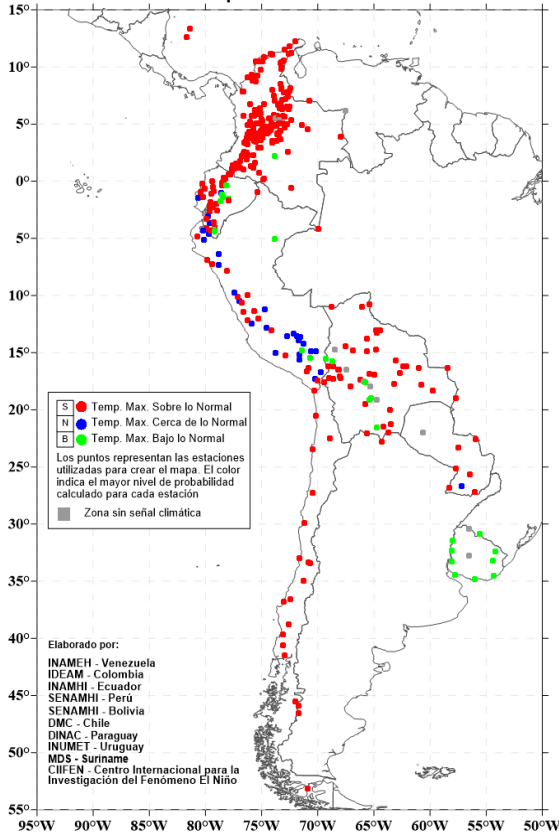 15°
10°
5°
0°
5°
10°
15°
20°
25°
30°
35°
40°
45°
50°
55°
95°W 90°W 85°W 80°W 75°W 70°W 65°W 60°W 55°W 50°W
S Temp. Max. Sobre lo Normal
N Temp. Max. Cerca de lo Normal
B Temp. Max. Bajo lo Normal
Los puntos representan las estaciones
utilizadas para crear el mapa. El color
indica el mayor nivel de probabilidad
calculado para cada estación
Zona sin señal climática
Elaborado por:
INAMEH - Venezuela
IDEAM - Colombia
INAMHI - Ecuador
SENAMHI - Perú
SENAMHI - Bolivia
DMC - Chile
DINAC - Paraguay
INUMET - Uruguay
MDS - Suriname
CIIFEN - Centro Internacional para la
Investigación del Fenómeno El Niño